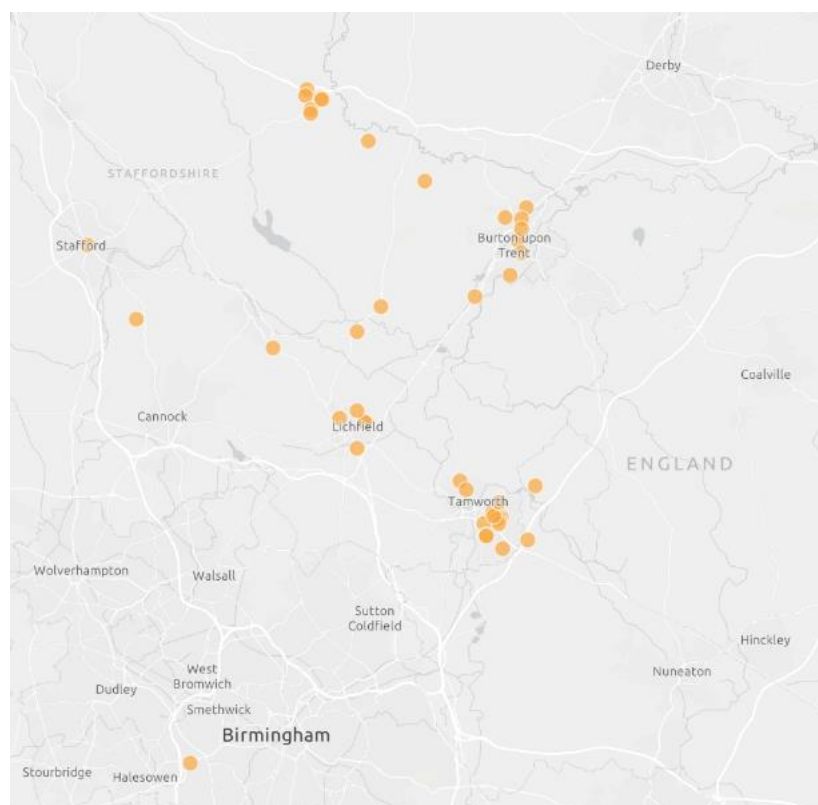 Derby
STAFFORDSHIRE
Stafford
Burton upon
Trent
Coalville
Cannock
Lichfield
ENGLAND
Tamworth
Wolverhampton
Walsall
Sutton
Coldfield
Hinckley
West
Bromwich
Nuneaton
Dudley
Smethwick
Birmingham
Stourbridge
Halesowen